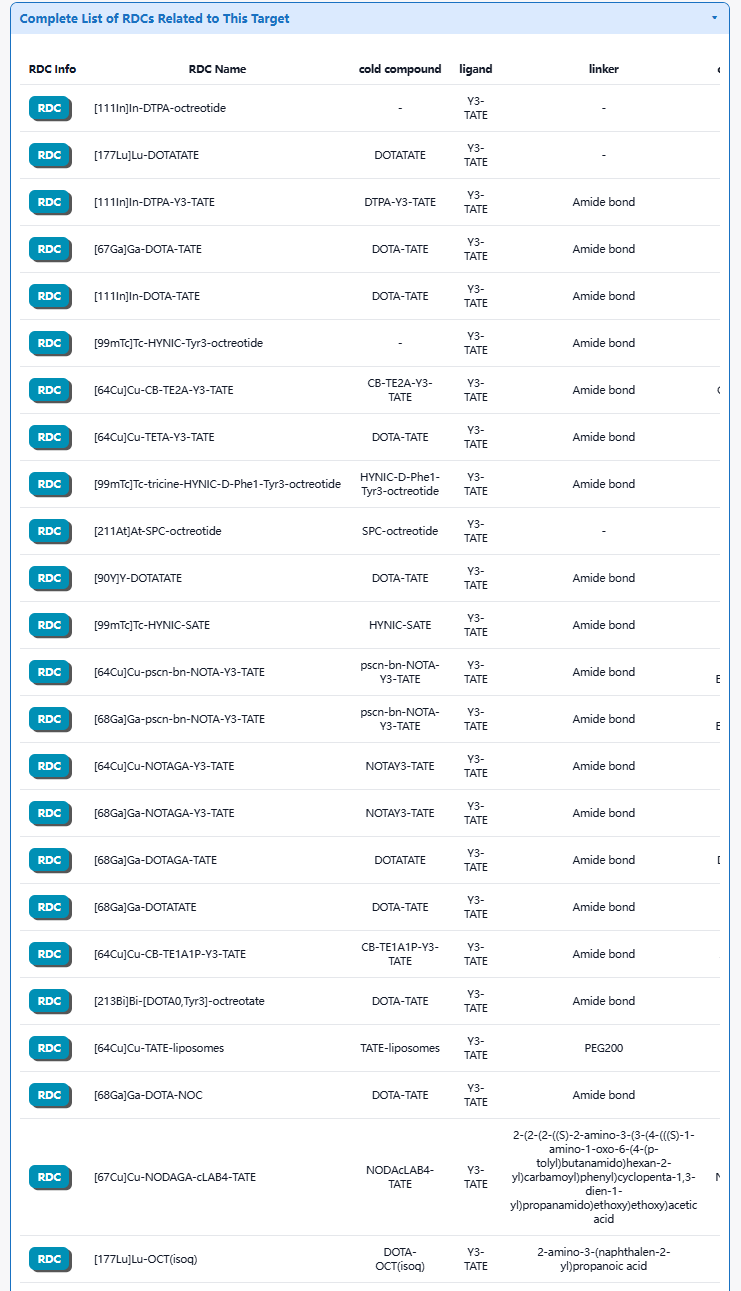 Complete List of RDCs Related to This Target
RDC Info RDC Name cold compound ligand linker
RDC [111In]In-DTPA-octreotide - Y3-
TATE -
RDC [177Lu]Lu-DOTATATE DOTATATE Y3-
TATE -
RDC [111In]In-DTPA-Y3-TATE DTPA-Y3-TATE Y3-
TATE Amide bond
RDC [67Ga]Ga-DOTA-TATE DOTA-TATE Y3-
TATE Amide bond
RDC [111In]In-DOTA-TATE DOTA-TATE Y3-
TATE Amide bond
RDC [99mTc]Tc-HYNIC-Tyr3-octreotide - Y3-
TATE Amide bond
RDC [64Cu]Cu-CB-TE2A-Y3-TATE CB-TE2A-Y3-
TATE Y3-
TATE Amide bond
RDC [64Cu]Cu-TETA-Y3-TATE DOTA-TATE Y3-
TATE Amide bond
RDC [99mTc]Tc-tricine-HYNIC-D-Phe1-Tyr3-octreotide HYNIC-D-Phe1-
Tyr3-octreotide Y3-
TATE Amide bond
RDC [211At]At-SPC-octreotide SPC-octreotide Y3-
TATE -
RDC [90Y]Y-DOTATATE DOTA-TATE Y3-
TATE Amide bond
RDC [99mTc]Tc-HYNIC-SATE HYNIC-SATE Y3-
TATE Amide bond
RDC [64Cu]Cu-pscn-bn-NOTA-Y3-TATE pscn-bn-NOTA-
Y3-TATE Y3-
TATE Amide bond
RDC [68Ga]Ga-pscn-bn-NOTA-Y3-TATE pscn-bn-NOTA-
Y3-TATE Y3-
TATE Amide bond
RDC [64Cu]Cu-NOTAGA-Y3-TATE NOTAY3-TATE Y3-
TATE Amide bond
RDC [68Ga]Ga-NOTAGA-Y3-TATE NOTAY3-TATE Y3-
TATE Amide bond
RDC [68Ga]Ga-DOTAGA-TATE DOTATATE Y3-
TATE Amide bond
RDC [68Ga]Ga-DOTATATE DOTA-TATE Y3-
TATE Amide bond
RDC [64Cu]Cu-CB-TE1A1P-Y3-TATE CB-TE1A1P-Y3-
TATE Y3-
TATE Amide bond
RDC [213Bi]Bi-[DOTA0,Tyr3]-octreotate DOTA-TATE Y3-
TATE Amide bond
RDC [64Cu]Cu-TATE-liposomes TATE-liposomes Y3-
TATE PEG200
RDC [68Ga]Ga-DOTA-NOC DOTA-TATE Y3-
TATE Amide bond
RDC [67Cu]Cu-NODAGA-cLAB4-TATE NODAcLAB4-
TATE Y3-
TATE 2-(2-(2-((S)-2-amino-3-(3-(4-(((S)-1-
amino-1-oxo-6-(4-(p-
tolyl)butanamido)hexan-2-
yl)carbamoyl)phenyl)cyclopenta-1,3-
dien-1-
yl)propanamido)ethoxy)ethoxy)acetic
acid
RDC [177Lu]Lu-OCT(isoq) DOTA-
OCT(isoq) Y3-
TATE 2-amino-3-(naphthalen-2-
yl)propanoic acid